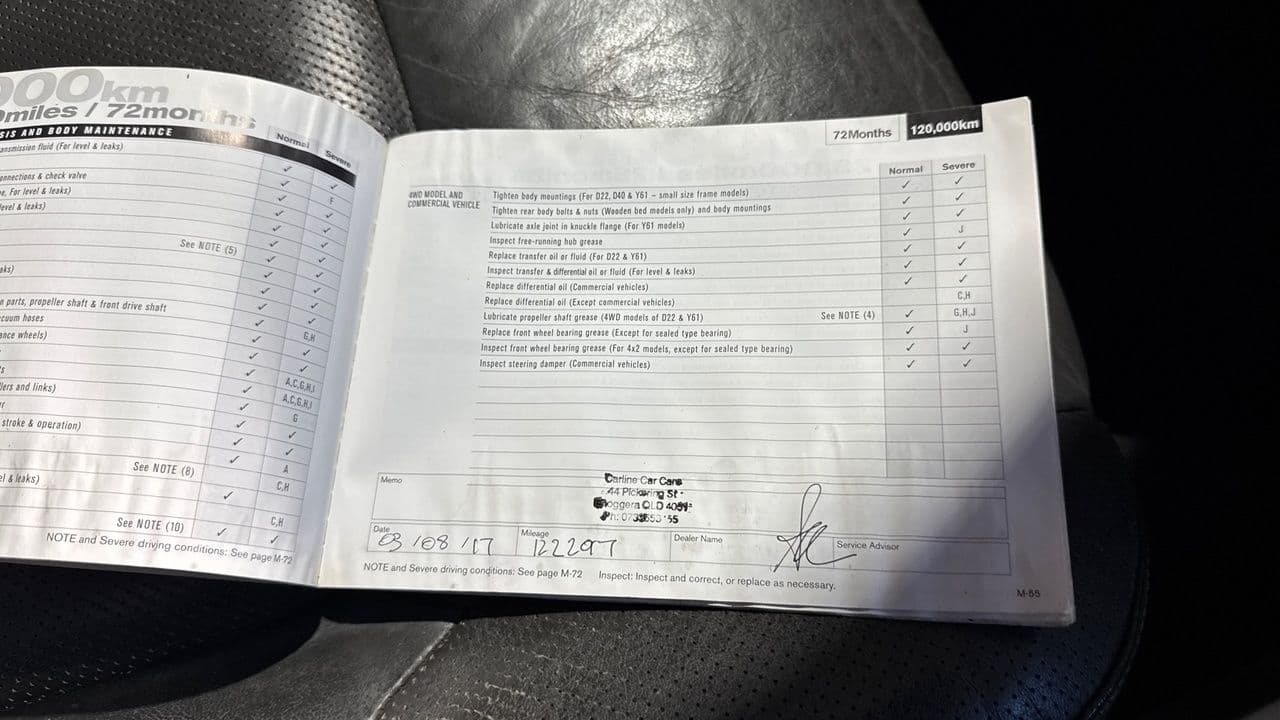 000km
0miles / 72months
SIS AND BODY MAINTENANCE
Normal
Severe
ansmission fluid (For level & leaks)
✓ ✓
onnections & check valve
✓ F
e, For level & leaks)
level & leaks)
See NOTE (5)
aks)
n parts, propeller shaft & front drive shaft
cuum hoses
G,H
ance wheels)
s
A,C,G,H,I
llers and links)
A,C,G,H,I
G
stroke & operation)
A
See NOTE (8)
C,H
el & leaks)
C,H
See NOTE (10) ✓ ✓
NOTE and Severe driving conditions: See page M-72
72Months 120,000km
Normal Severe
4WD MODEL AND
COMMERCIAL VEHICLE
Tighten body mountings (For D22, D40 & Y61 – small size frame models) ✓ ✓
Tighten rear body bolts & nuts (Wooden bed models only) and body mountings ✓ ✓
Lubricate axle joint in knuckle flange (For Y61 models) ✓ ✓
Inspect free-running hub grease ✓ J
Replace transfer oil or fluid (For D22 & Y61) ✓ ✓
Inspect transfer & differential oil or fluid (For level & leaks) ✓ ✓
Replace differential oil (Commercial vehicles) ✓ ✓
Replace differential oil (Except commercial vehicles) C,H
Lubricate propeller shaft grease (4WD models of D22 & Y61) See NOTE (4) ✓ G,H,J
Replace front wheel bearing grease (Except for sealed type bearing) ✓ J
Inspect front wheel bearing grease (For 4x2 models, except for sealed type bearing) ✓ ✓
Inspect steering damper (Commercial vehicles) ✓ ✓
Memo
Carline Car Care
44 Pickering St
Enoggera QLD 4051
Date 03/08/17 Mileage 122297 Dealer Name Service Advisor
NOTE and Severe driving conditions: See page M-72 Inspect: Inspect and correct, or replace as necessary.
M-55